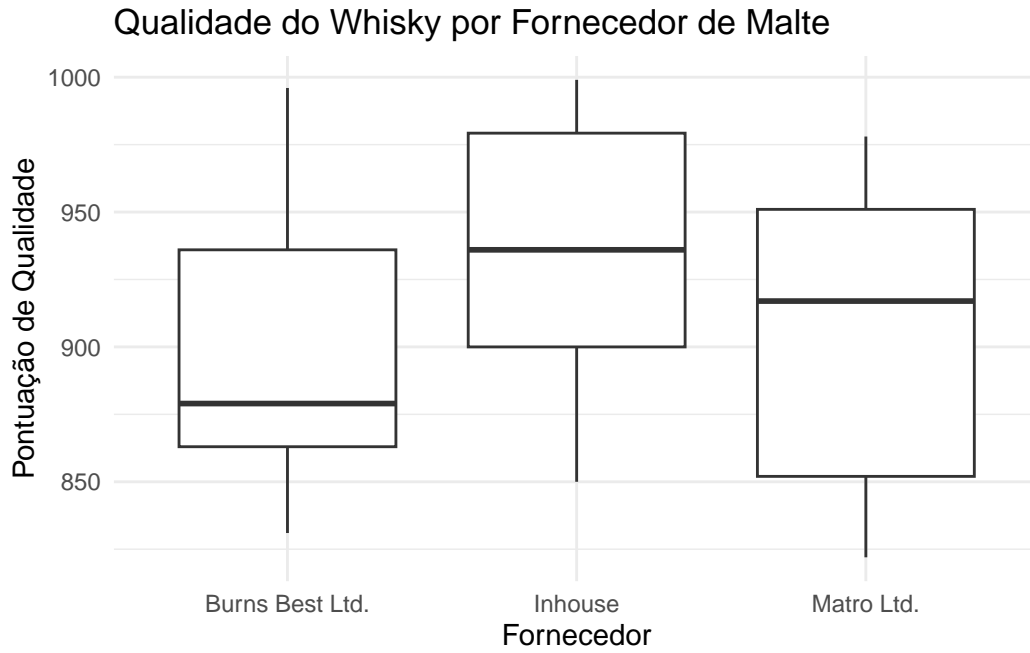 Qualidade do Whisky por Fornecedor de Malte
Pontuação de Qualidade
1000
950
900
850
Burns Best Ltd. Inhouse Matro Ltd.
Fornecedor